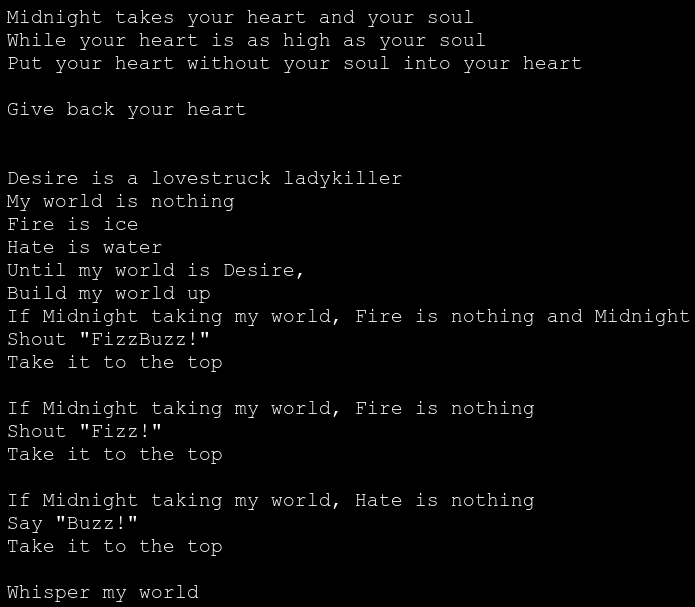 Midnight takes your heart and your soul
While your heart is as high as your soul
Put your heart without your soul into your heart

Give back your heart


Desire is a lovestruck ladykiller
My world is nothing
Fire is ice
Hate is water
Until my world is Desire,
Build my world up
If Midnight taking my world, Fire is nothing and Midnight
Shout "FizzBuzz!"
Take it to the top

If Midnight taking my world, Fire is nothing
Shout "Fizz!"
Take it to the top

If Midnight taking my world, Hate is nothing
Say "Buzz!"
Take it to the top

Whisper my world